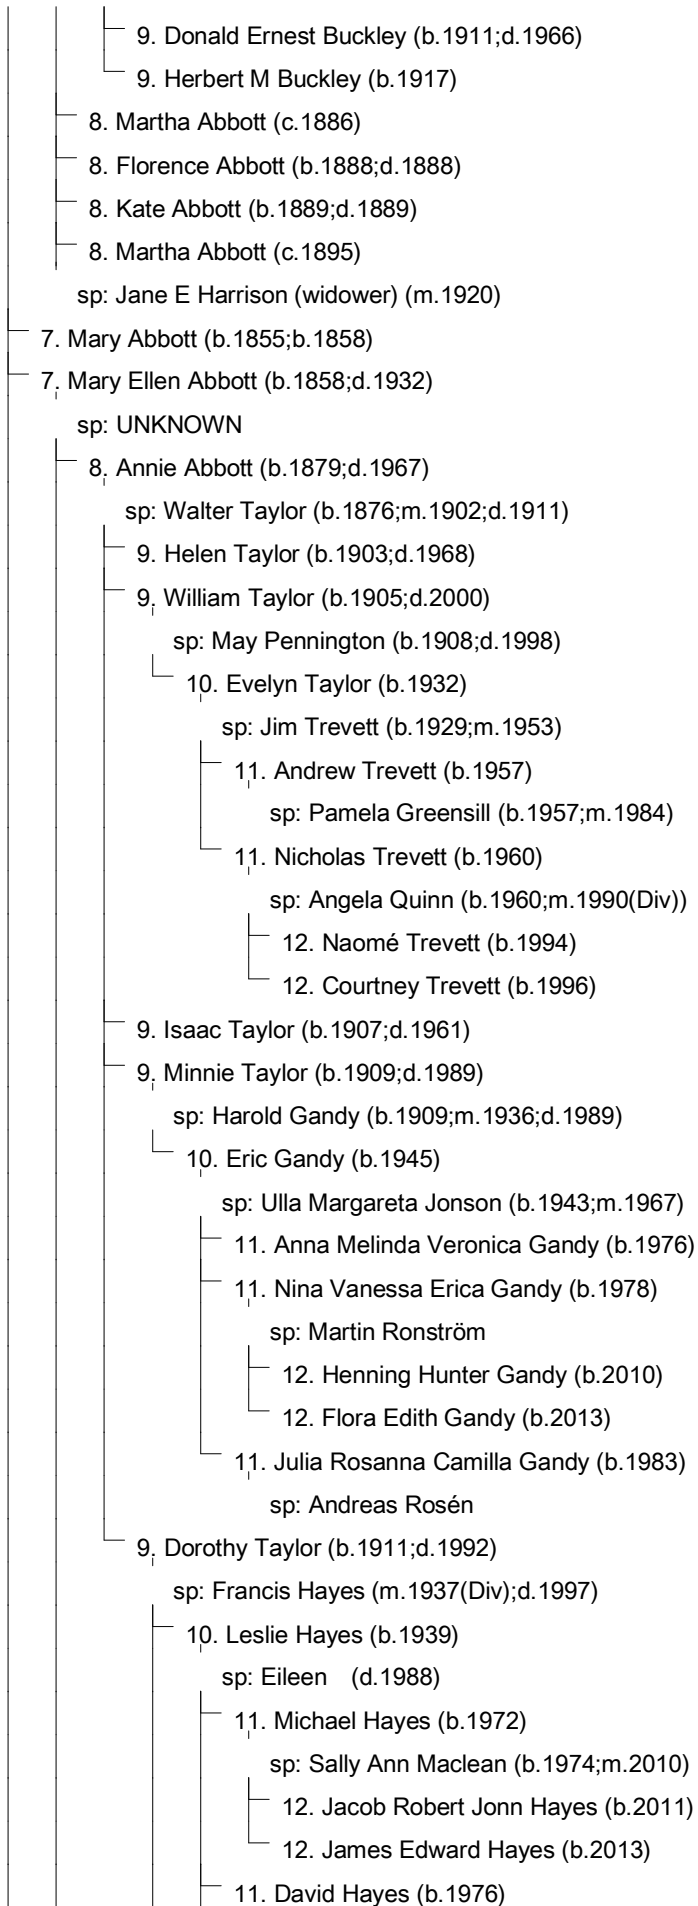 9. Donald Ernest Buckley (b.1911;d.1966)
9. Herbert M Buckley (b.1917)
8. Martha Abbott (c.1886)
8. Florence Abbott (b.1888;d.1888)
8. Kate Abbott (b.1889;d.1889)
8. Martha Abbott (c.1895)
sp: Jane E Harrison (widower) (m.1920)
7. Mary Abbott (b.1855;b.1858)
7. Mary Ellen Abbott (b.1858;d.1932)
sp: UNKNOWN
8. Annie Abbott (b.1879;d.1967)
sp: Walter Taylor (b.1876;m.1902;d.1911)
9. Helen Taylor (b.1903;d.1968)
9. William Taylor (b.1905;d.2000)
sp: May Pennington (b.1908;d.1998)
10. Evelyn Taylor (b.1932)
sp: Jim Trevett (b.1929;m.1953)
11. Andrew Trevett (b.1957)
sp: Pamela Greensill (b.1957;m.1984)
11. Nicholas Trevett (b.1960)
sp: Angela Quinn (b.1960;m.1990(Div))
12. Naomé Trevett (b.1994)
12. Courtney Trevett (b.1996)
9. Isaac Taylor (b.1907;d.1961)
9. Minnie Taylor (b.1909;d.1989)
sp: Harold Gandy (b.1909;m.1936;d.1989)
10. Eric Gandy (b.1945)
sp: Ulla Margareta Jonson (b.1943;m.1967)
11. Anna Melinda Veronica Gandy (b.1976)
11. Nina Vanessa Erica Gandy (b.1978)
sp: Martin Ronström
12. Henning Hunter Gandy (b.2010)
12. Flora Edith Gandy (b.2013)
11. Julia Rosanna Camilla Gandy (b.1983)
sp: Andreas Rosén
9. Dorothy Taylor (b.1911;d.1992)
sp: Francis Hayes (m.1937(Div);d.1997)
10. Leslie Hayes (b.1939)
sp: Eileen (d.1988)
11. Michael Hayes (b.1972)
sp: Sally Ann Maclean (b.1974;m.2010)
12. Jacob Robert Jonn Hayes (b.2011)
12. James Edward Hayes (b.2013)
11. David Hayes (b.1976)